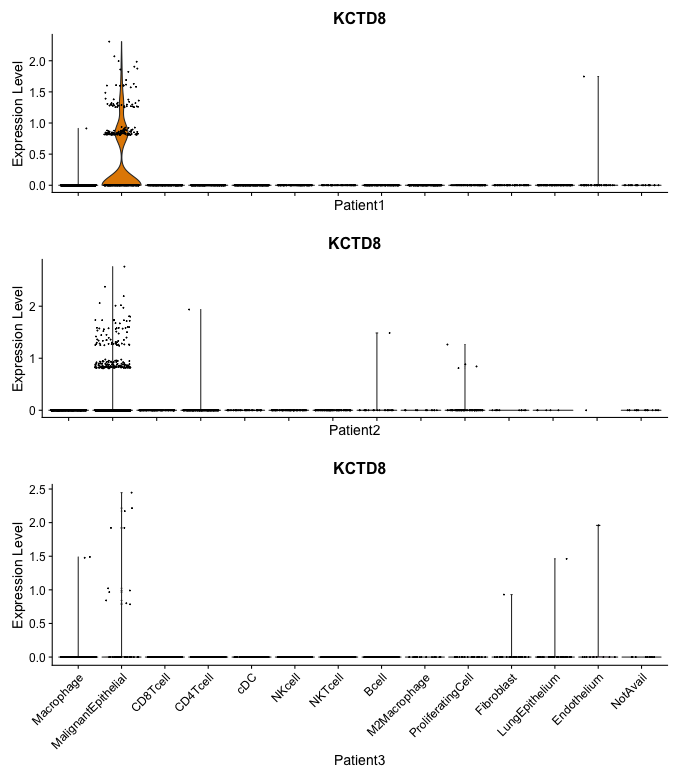 KCTD8
Expression Level
2.0
1.5
1.0
0.5
0.0
Patient1
KCTD8
Expression Level
2
1
0
Patient2
KCTD8
Expression Level
2.5
2.0
1.5
1.0
0.5
0.0
Macrophage
MalignantEpithelial
CD8Tcell
CD4Tcell
cDC
NKcell
NKTcell
Bcell
M2Macrophage
ProliferatingCell
Fibroblast
LungEpithelium
Endothelium
NotAvail
Patient3